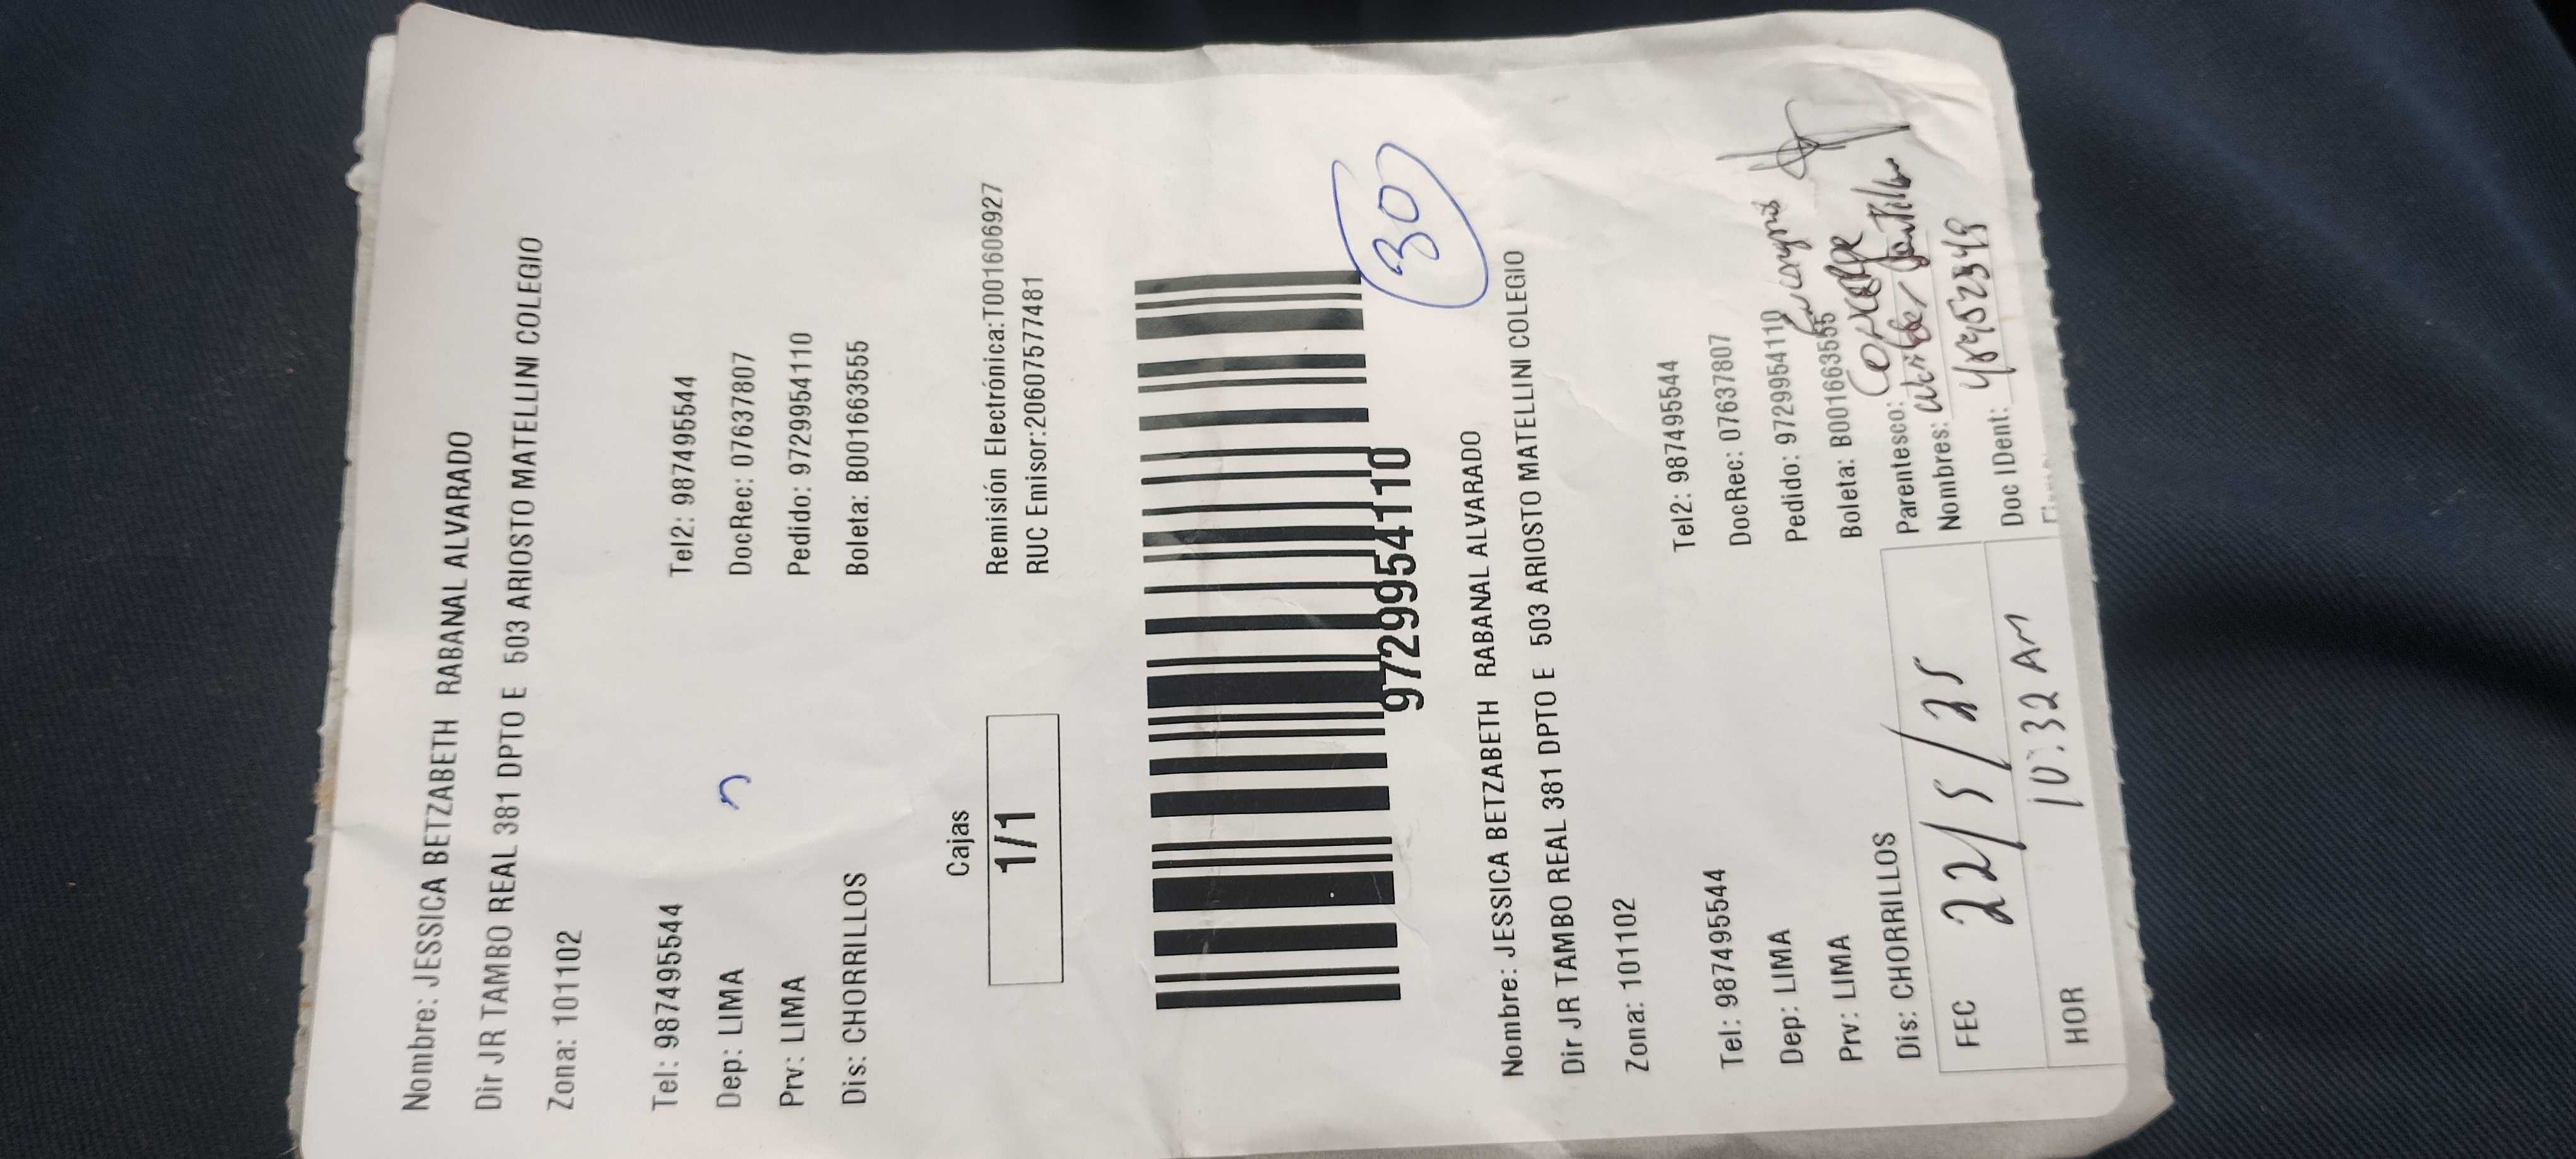 Nombre: JESSICA BETZABETH RABANAL ALVARADO
Dir JR TAMBO REAL 381 DPTO E 503 ARIOSTO MATELLINI COLEGIO
Zona: 101102
Tel: 987495544 Tel2: 987495544
Dep: LIMA DocRec: 07637807
Prv: LIMA Pedido: 9729954110
Dis: CHORRILLOS Boleta: B001663555
Cajas
1/1
Remisión Electrónica:T001606927
RUC Emisor:20607577481
9729954110
30
Nombre: JESSICA BETZABETH RABANAL ALVARADO
Dir JR TAMBO REAL 381 DPTO E 503 ARIOSTO MATELLINI COLEGIO
Zona: 101102
Tel: 987495544 Tel2: 987495544
Dep: LIMA DocRec: 07637807
Prv: LIMA Pedido: 9729954110
Dis: CHORRILLOS Boleta: B001663555
FEC 22/5/25
HOR 10:32 AM
Parentesco:
Nombres:
Doc IDent: